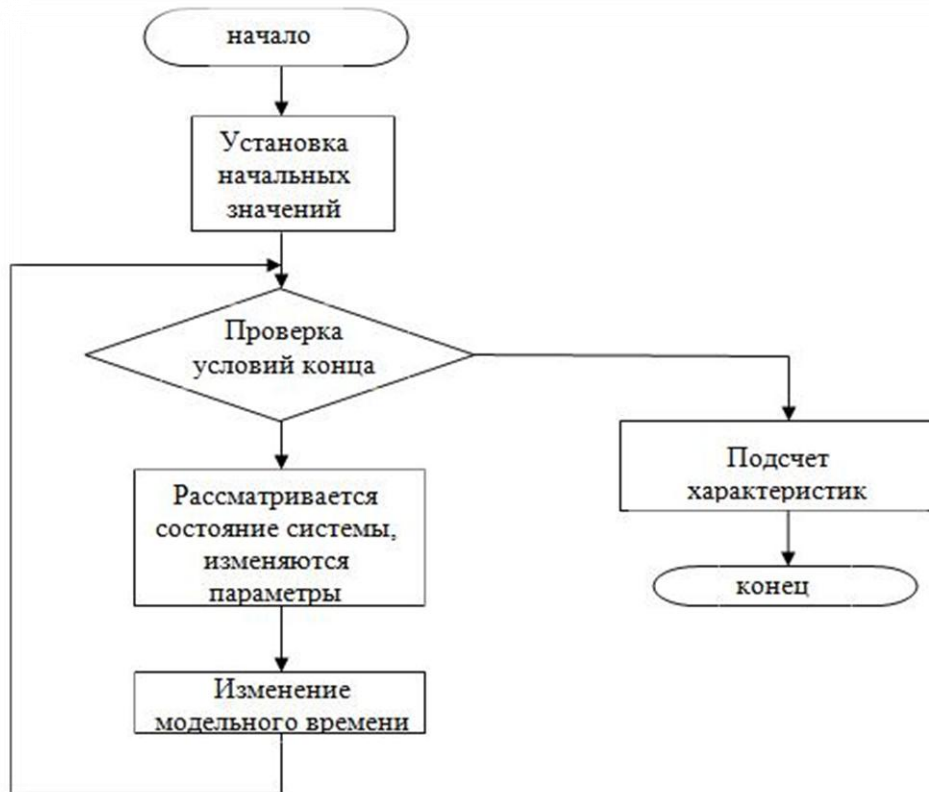 начало
Установка
начальных
значений
Проверка
условий конца
Рассматривается
состояние системы,
изменяются
параметры
Изменение
модельного времени
Подсчет
характеристик
конец